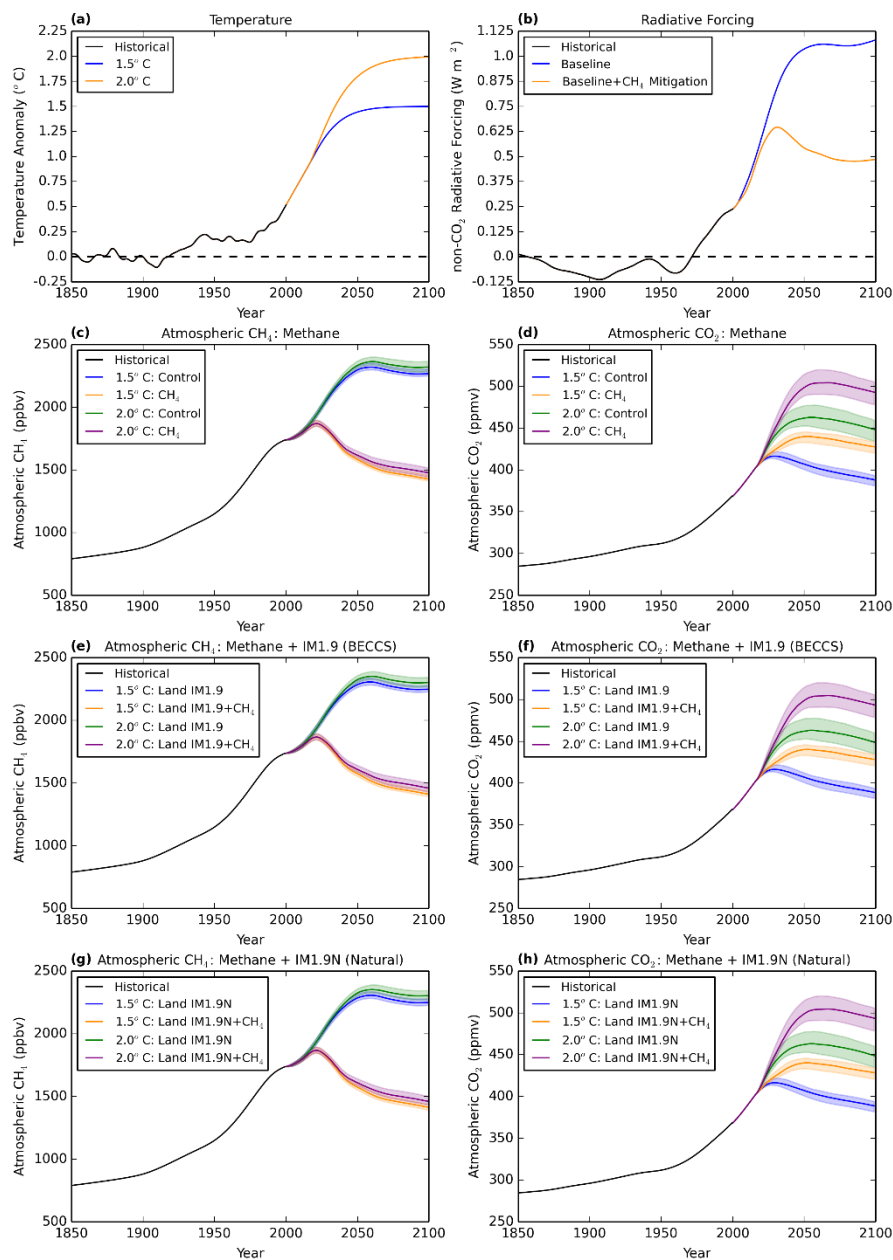 (a) Temperature
2.25
2.0
1.75
1.5
1.25
1.0
0.75
0.5
0.25
0.0
-0.25
Temperature Anomaly (° C)
Historical
1.5° C
2.0° C
1850 1900 1950 2000 2050 2100
Year
(b) Radiative Forcing
1.125
1.0
0.875
0.75
0.625
0.5
0.375
0.25
0.125
0.0
-0.125
non-CO₂ Radiative Forcing (W m⁻²)
Historical
Baseline
Baseline+CH₄ Mitigation
1850 1900 1950 2000 2050 2100
Year
(c) Atmospheric CH₄: Methane
2500
2000
1500
1000
500
Atmospheric CH₄ (ppbv)
Historical
1.5° C: Control
1.5° C: CH₄
2.0° C: Control
2.0° C: CH₄
1850 1900 1950 2000 2050 2100
Year
(d) Atmospheric CO₂: Methane
550
500
450
400
350
300
250
Atmospheric CO₂ (ppmv)
Historical
1.5° C: Control
1.5° C: CH₄
2.0° C: Control
2.0° C: CH₄
1850 1900 1950 2000 2050 2100
Year
(e) Atmospheric CH₄: Methane + IM1.9 (BECCS)
2500
2000
1500
1000
500
Atmospheric CH₄ (ppbv)
Historical
1.5° C: Land IM1.9
1.5° C: Land IM1.9+CH₄
2.0° C: Land IM1.9
2.0° C: Land IM1.9+CH₄
1850 1900 1950 2000 2050 2100
Year
(f) Atmospheric CO₂: Methane + IM1.9 (BECCS)
550
500
450
400
350
300
250
Atmospheric CO₂ (ppmv)
Historical
1.5° C: Land IM1.9
1.5° C: Land IM1.9+CH₄
2.0° C: Land IM1.9
2.0° C: Land IM1.9+CH₄
1850 1900 1950 2000 2050 2100
Year
(g) Atmospheric CH₄: Methane + IM1.9N (Natural)
2500
2000
1500
1000
500
Atmospheric CH₄ (ppbv)
Historical
1.5° C: Land IM1.9N
1.5° C: Land IM1.9N+CH₄
2.0° C: Land IM1.9N
2.0° C: Land IM1.9N+CH₄
1850 1900 1950 2000 2050 2100
Year
(h) Atmospheric CO₂: Methane + IM1.9N (Natural)
550
500
450
400
350
300
250
Atmospheric CO₂ (ppmv)
Historical
1.5° C: Land IM1.9N
1.5° C: Land IM1.9N+CH₄
2.0° C: Land IM1.9N
2.0° C: Land IM1.9N+CH₄
1850 1900 1950 2000 2050 2100
Year